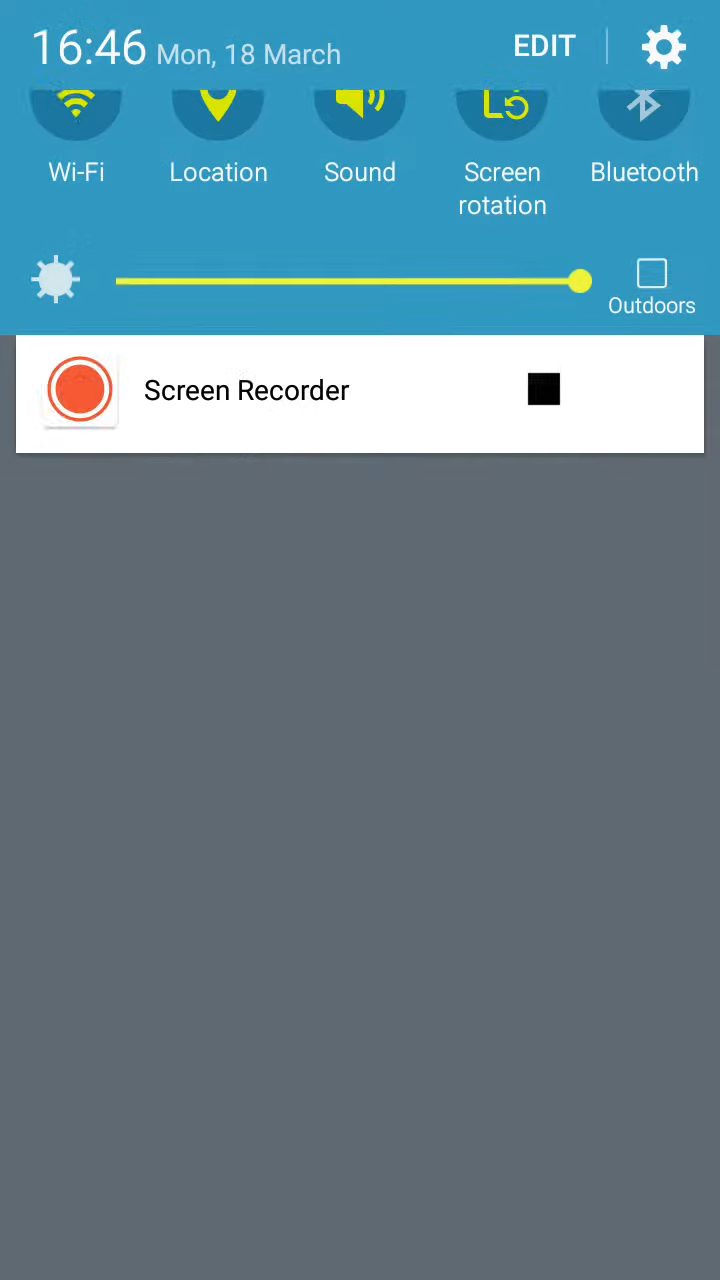 16:46 Mon, 18 March EDIT
Wi-Fi Location Sound Screen rotation Bluetooth
Outdoors
Screen Recorder